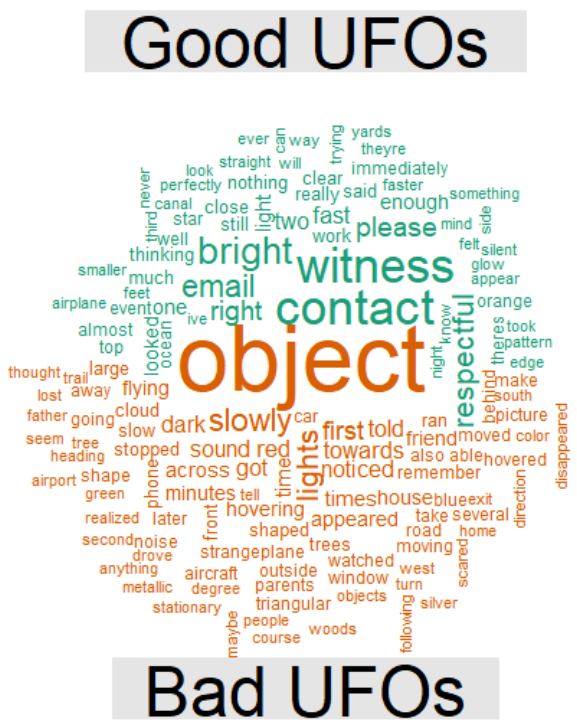 Good UFOs
ever can way trying yards
theyre
look straight will immediately
never perfectly nothing clear
really said faster
canal close light enough something
third star still two fast please mind side
well work
thinking bright witness felt silent
smaller much email glow
feet appear
airplane event one ive right contact respectful orange
almost looked ocean know theres took
top pattern
object night edge
thought trail large behind make
lost away flying south
father going cloud dark slowly car picture
seem tree slow first told ran disappeared
heading stopped sound red lights towards friend moved color
airport shape phone across got time noticed also able hovered
green minutes tell remember
realized later front hovering times house blue exit direction
second noise shaped appeared take several
drove strange plane trees road home
anything aircraft outside watched moving scared
metallic degree parents window west
stationary triangular objects turn
maybe people following silver
course woods
Bad UFOs